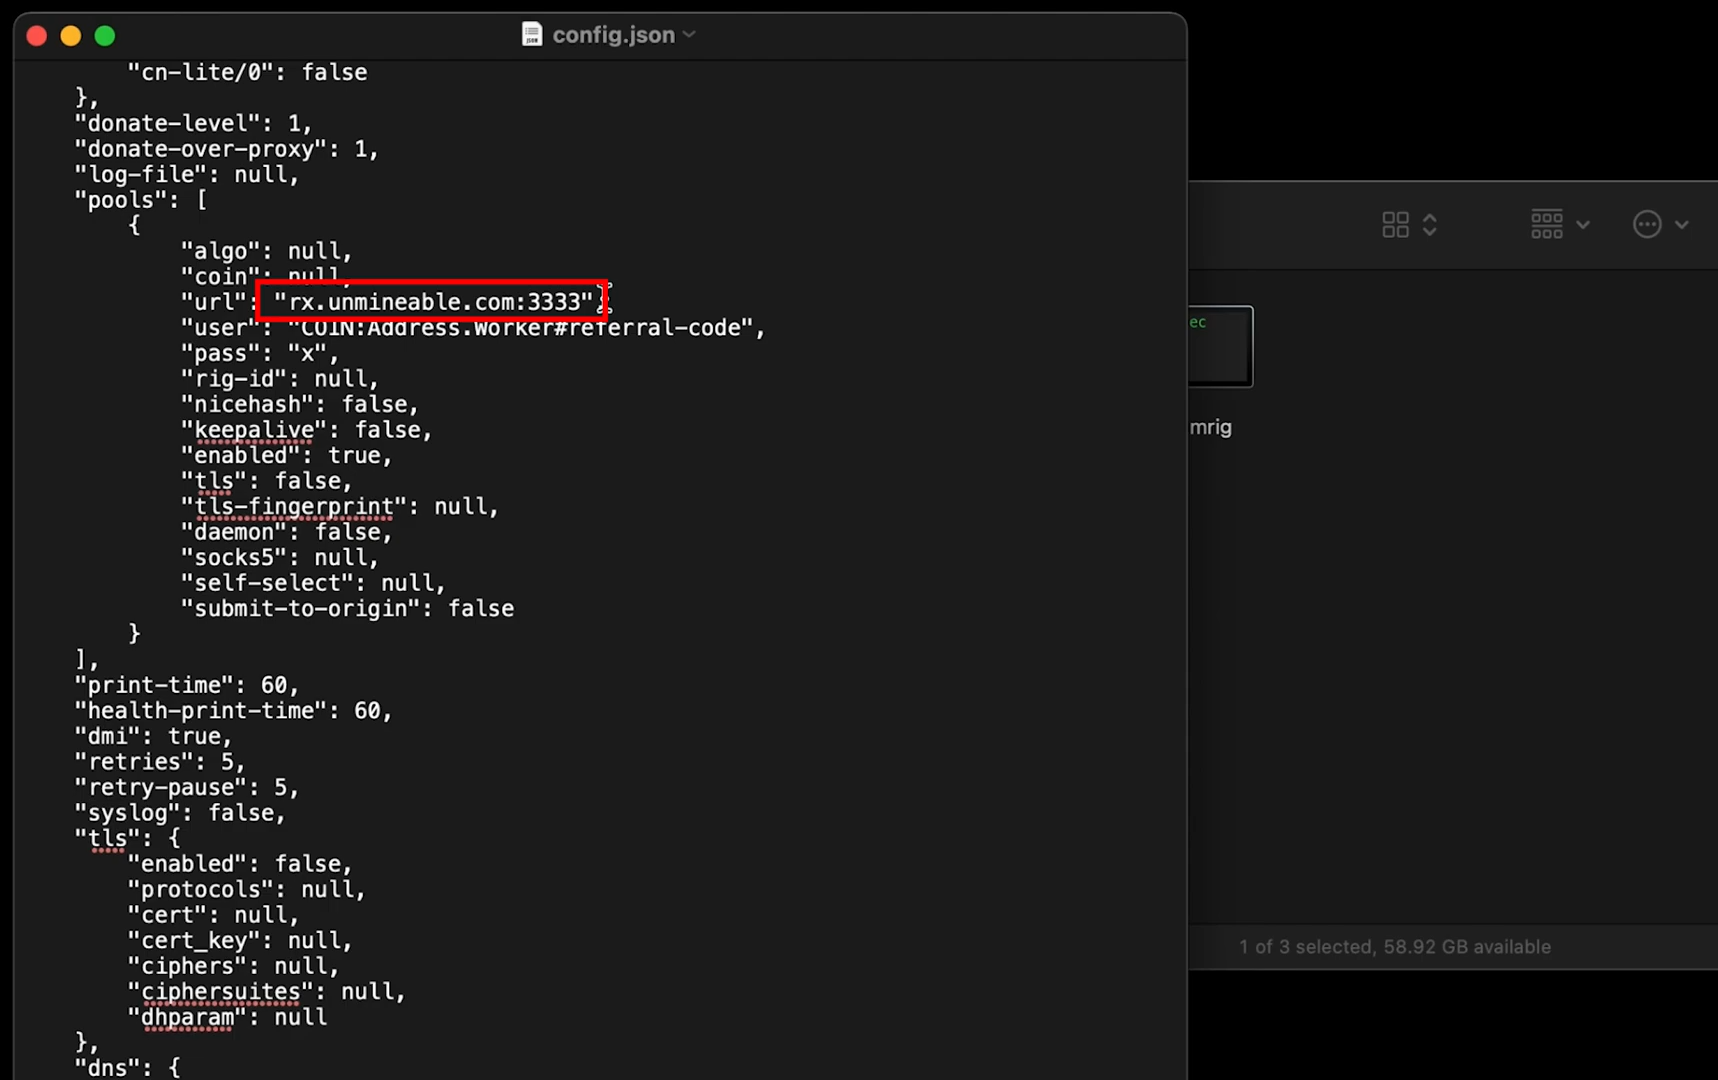 config.json
"cn-lite/0": false
},
"donate-level": 1,
"donate-over-proxy": 1,
"log-file": null,
"pools": [
{
"algo": null,
"coin": null,
"url": "rx.unmineable.com:3333",
"user": "COIN:Address.Worker#referral-code",
"pass": "x",
"rig-id": null,
"nicehash": false,
"keepalive": false,
"enabled": true,
"tls": false,
"tls-fingerprint": null,
"daemon": false,
"socks5": null,
"self-select": null,
"submit-to-origin": false
}
],
"print-time": 60,
"health-print-time": 60,
"dmi": true,
"retries": 5,
"retry-pause": 5,
"syslog": false,
"tls": {
"enabled": false,
"protocols": null,
"cert": null,
"cert_key": null,
"ciphers": null,
"ciphersuites": null,
"dhparam": null
},
"dns": {
ec
mrig
1 of 3 selected, 58.92 GB available